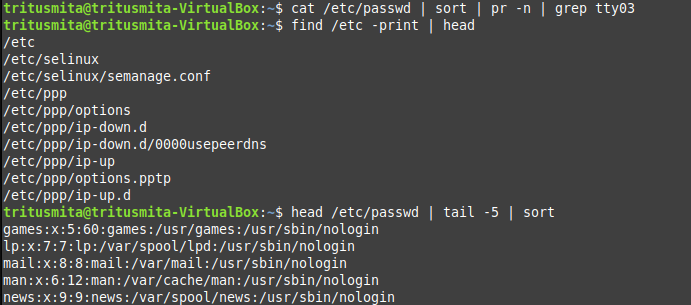 tritusmita@tritusmita-VirtualBox:~$ cat /etc/passwd | sort | pr -n | grep tty03
tritusmita@tritusmita-VirtualBox:~$ find /etc -print | head
/etc
/etc/selinux
/etc/selinux/semanage.conf
/etc/ppp
/etc/ppp/options
/etc/ppp/ip-down.d
/etc/ppp/ip-down.d/0000usepeerdns
/etc/ppp/ip-up
/etc/ppp/options.pptp
/etc/ppp/ip-up.d
tritusmita@tritusmita-VirtualBox:~$ head /etc/passwd | tail -5 | sort
games:x:5:60:games:/usr/games:/usr/sbin/nologin
lp:x:7:7:lp:/var/spool/lpd:/usr/sbin/nologin
mail:x:8:8:mail:/var/mail:/usr/sbin/nologin
man:x:6:12:man:/var/cache/man:/usr/sbin/nologin
news:x:9:9:news:/var/spool/news:/usr/sbin/nologin